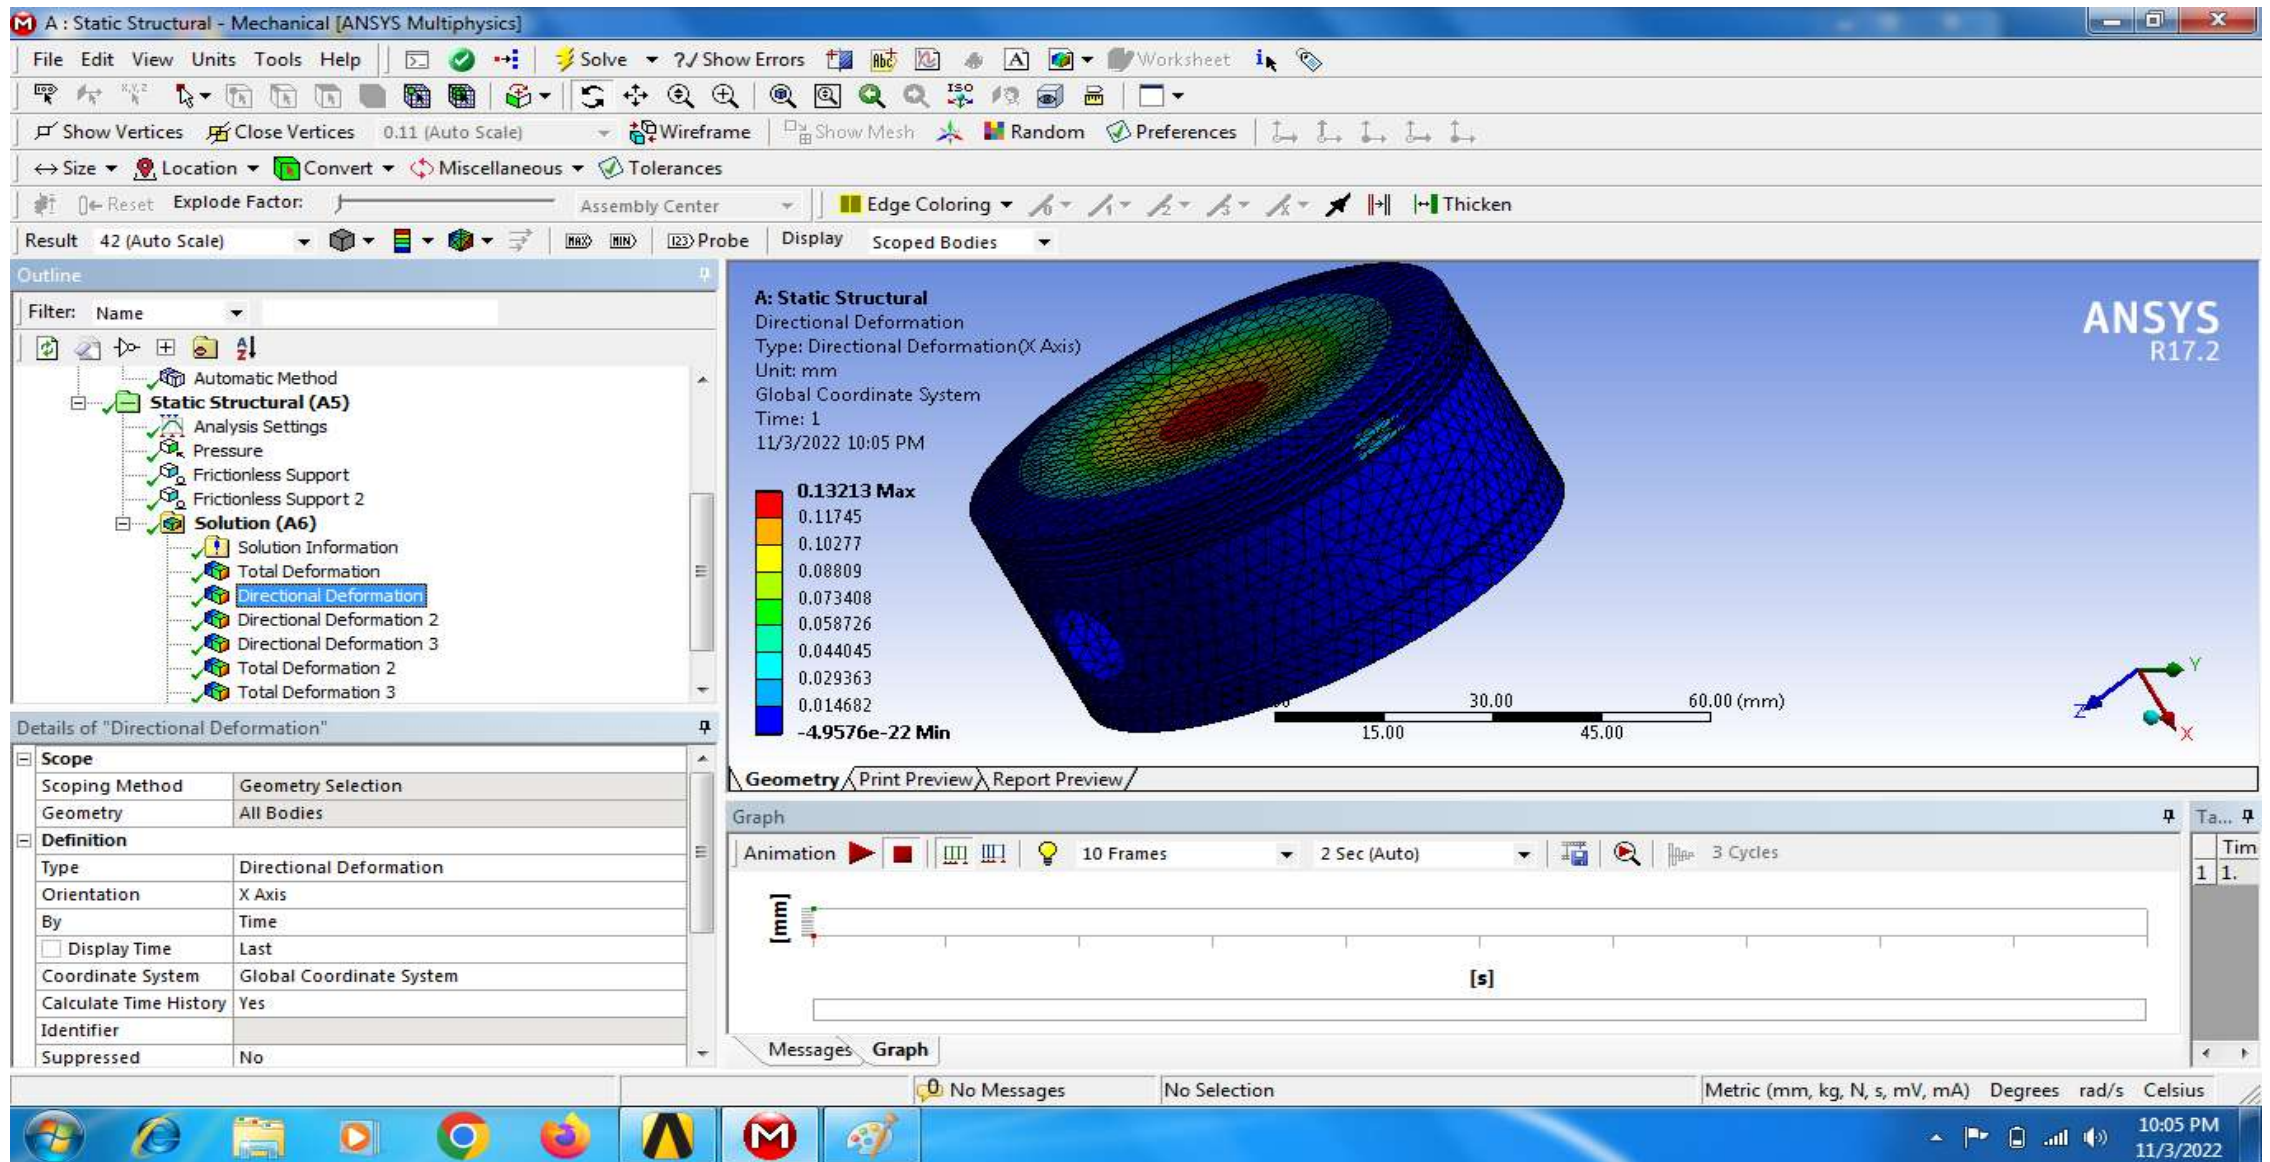 A : Static Structural - Mechanical [ANSYS Multiphysics]
File Edit View Units Tools Help Solve ?/ Show Errors Worksheet
Show Vertices Close Vertices 0.11 (Auto Scale) Wireframe Show Mesh Random Preferences
Size Location Convert Miscellaneous Tolerances
Reset Explode Factor: Assembly Center Edge Coloring Thicken
Result 42 (Auto Scale) MAX MIN 123 Probe Display Scoped Bodies
Outline
Filter: Name
Automatic Method
Static Structural (A5)
Analysis Settings
Pressure
Frictionless Support
Frictionless Support 2
Solution (A6)
Solution Information
Total Deformation
Directional Deformation
Directional Deformation 2
Directional Deformation 3
Total Deformation 2
Total Deformation 3
Details of "Directional Deformation"
Scope
Scoping Method Geometry Selection
Geometry All Bodies
Definition
Type Directional Deformation
Orientation X Axis
By Time
Display Time Last
Coordinate System Global Coordinate System
Calculate Time History Yes
Identifier
Suppressed No
A: Static Structural
Directional Deformation
Type: Directional Deformation(X Axis)
Unit: mm
Global Coordinate System
Time: 1
11/3/2022 10:05 PM
0.13213 Max
0.11745
0.10277
0.08809
0.073408
0.058726
0.044045
0.029363
0.014682
-4.9576e-22 Min
ANSYS
R17.2
30.00 60.00 (mm)
15.00 45.00
Y
Z
X
Geometry Print Preview Report Preview
Graph
Animation 10 Frames 2 Sec (Auto) 3 Cycles
[mm]
[s]
Messages Graph
Ta...
Tim
1 1.
0 No Messages No Selection Metric (mm, kg, N, s, mV, mA) Degrees rad/s Celsius
10:05 PM
11/3/2022